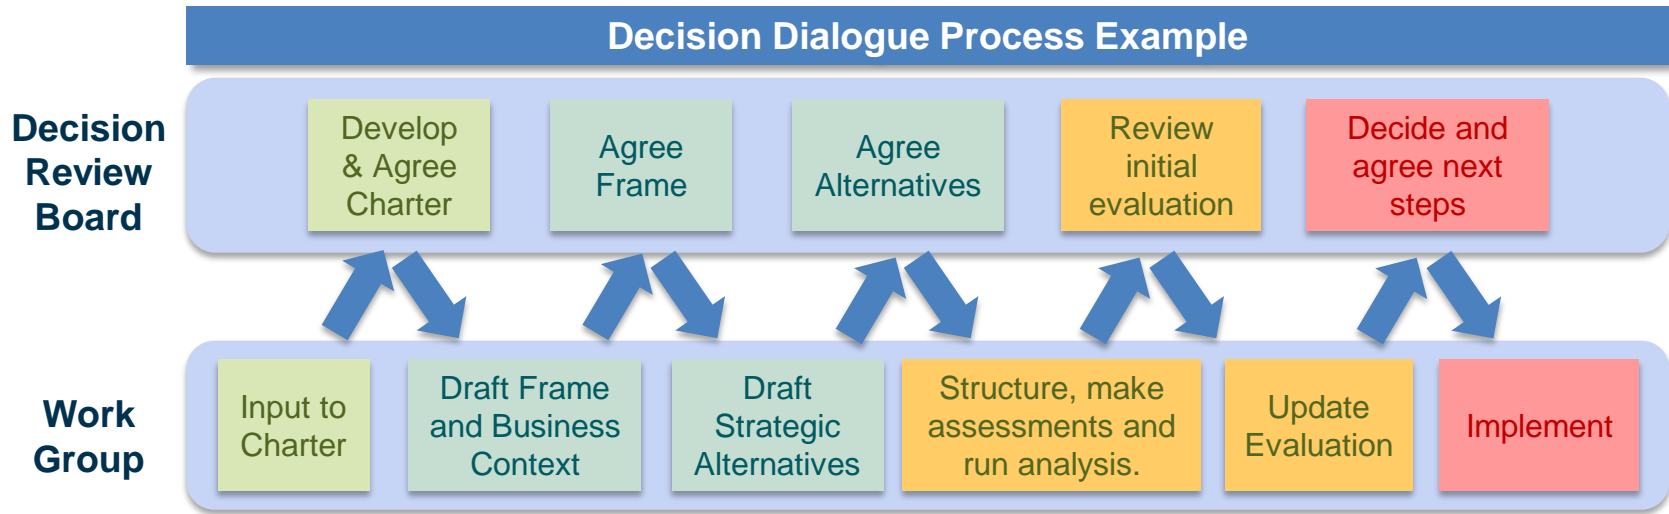 Decision Dialogue Process Example
Decision
Review
Board
Develop
& Agree
Charter
Agree
Frame
Agree
Alternatives
Review
initial
evaluation
Decide and
agree next
steps
Work
Group
Input to
Charter
Draft Frame
and Business
Context
Draft
Strategic
Alternatives
Structure, make
assessments and
run analysis.
Update
Evaluation
Implement